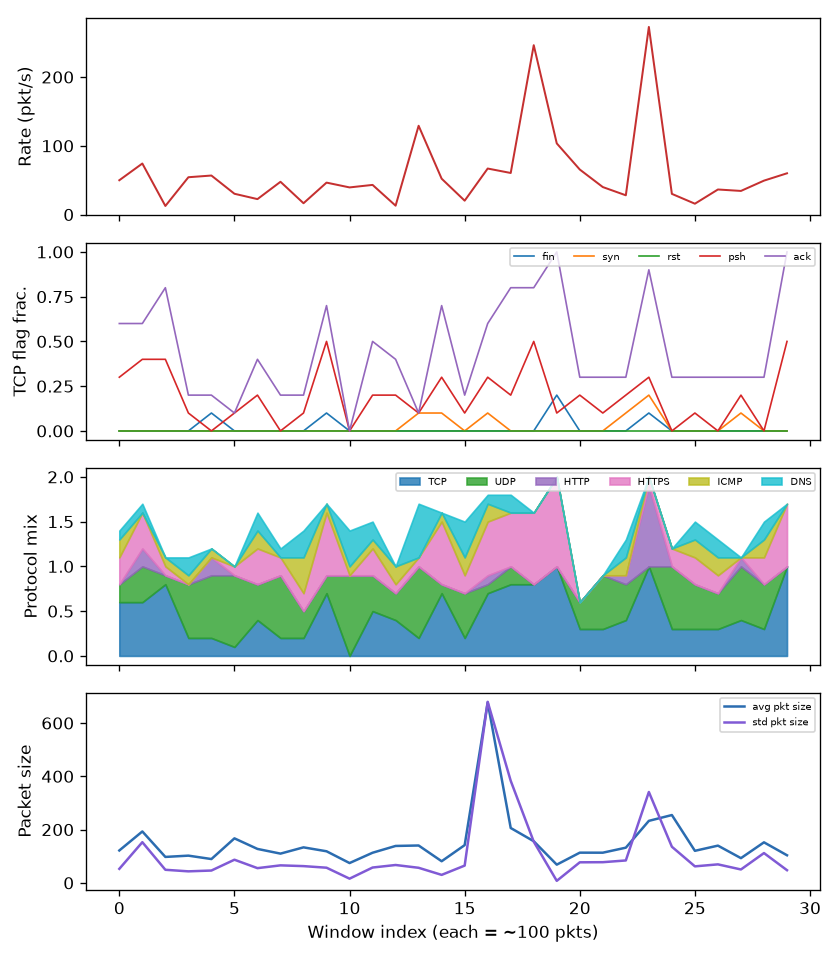 200
100
0
Rate (pkt/s)
1.00
0.75
0.50
0.25
0.00
TCP flag frac.
fin syn rst psh ack
2.0
1.5
1.0
0.5
0.0
Protocol mix
TCP UDP HTTP HTTPS ICMP DNS
600
400
200
0
Packet size
avg pkt size
std pkt size
0 5 10 15 20 25 30
Window index (each = ~100 pkts)